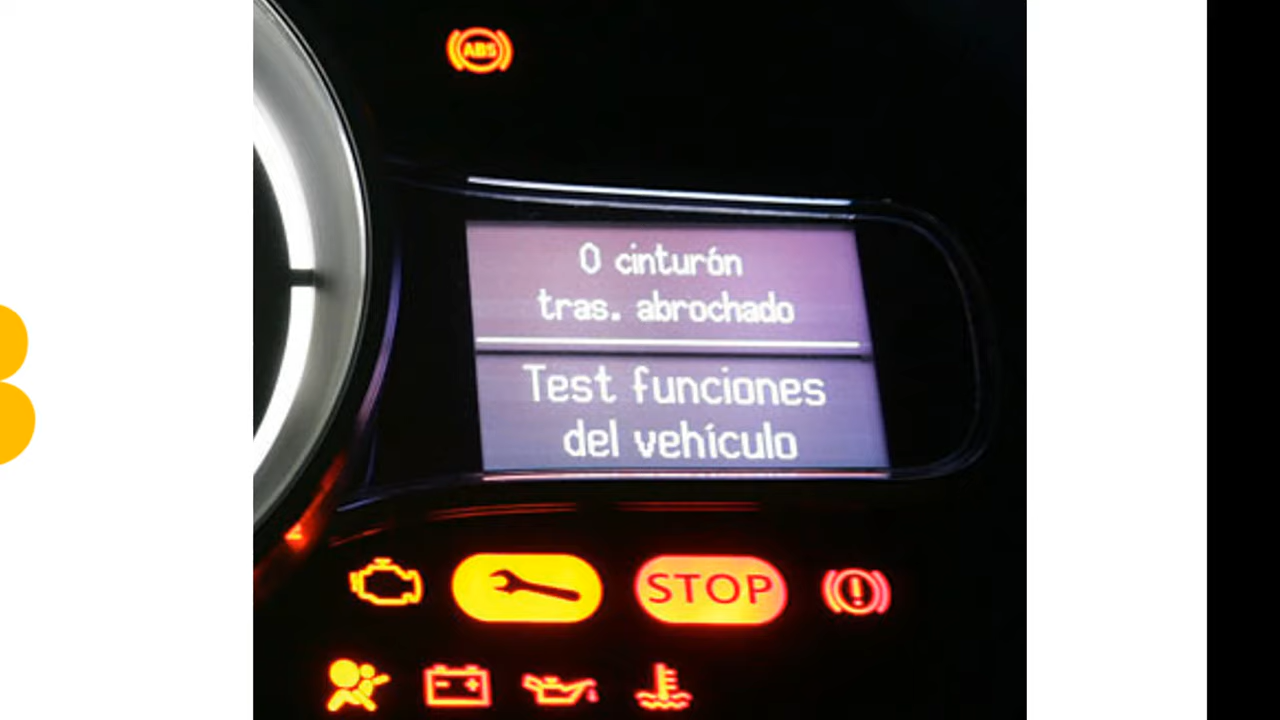 ABS
0 cinturón
tras. abrochado
Test funciones
del vehículo
STOP